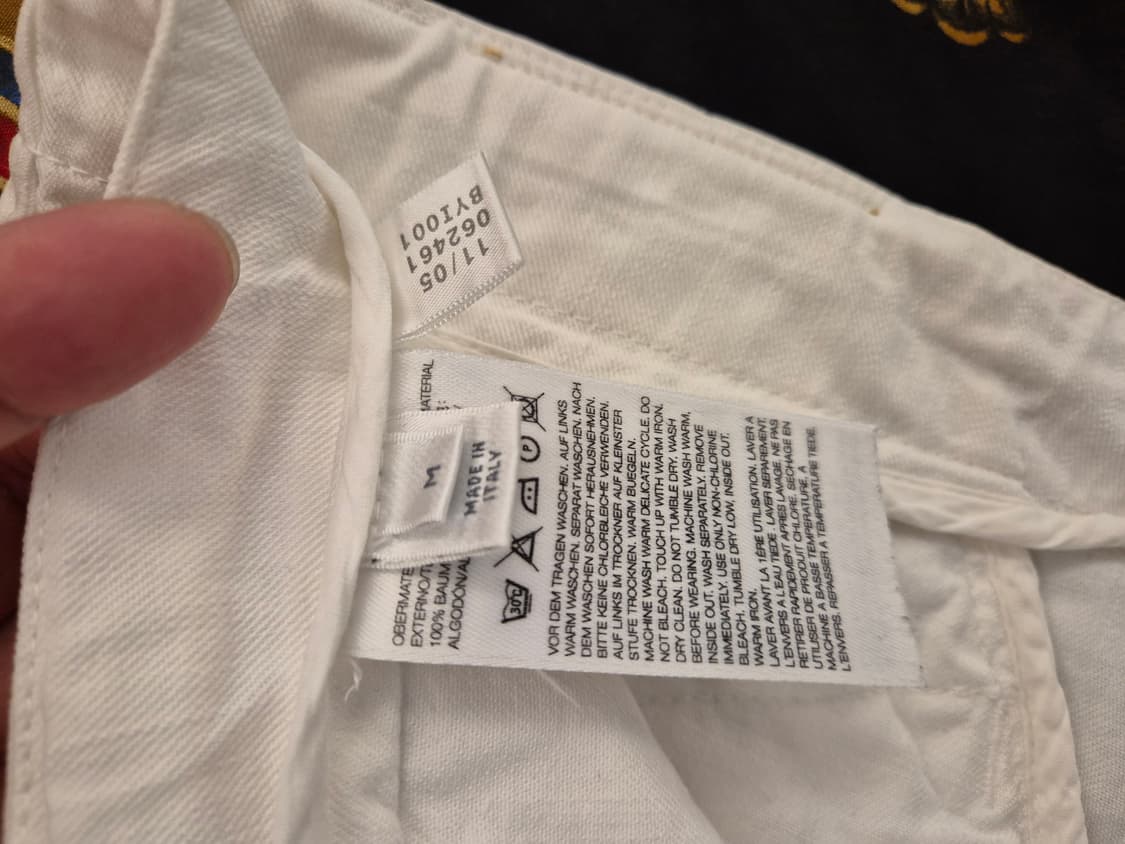 11/05
062461
BYI001
M
MADE IN
ITALY
MATERIAL
OBERMATE
EXTERNO/T
100% BAUM
ALGODON/AL
30°C
P
VOR DEM TRAGEN WASCHEN. AUF LINKS
WARM WASCHEN. SEPARAT WASCHEN. NACH
DEM WASCHEN SOFORT HERAUSNEHMEN.
BITTE KEINE CHLORBLEICHE VERWENDEN.
AUF LINKS IM TROCKNER AUF KLEINSTER
STUFE TROCKNEN. WARM BUEGELN.
MACHINE WASH WARM DELICATE CYCLE. DO
NOT BLEACH. TOUCH UP WITH WARM IRON.
DRY CLEAN. DO NOT TUMBLE DRY. WASH
BEFORE WEARING. MACHINE WASH WARM,
INSIDE OUT. WASH SEPARATELY. REMOVE
IMMEDIATELY. USE ONLY NON-CHLORINE
BLEACH. TUMBLE DRY LOW, INSIDE OUT.
WARM IRON.
LAVER AVANT LA 1ÈRE UTILISATION. LAVER A
L'ENVERS A L'EAU TIEDE. LAVER SEPAREMENT.
RETIRER RAPIDEMENT APRES LAVAGE. NE PAS
UTILISER DE PRODUIT CHLORE. SECHAGE EN
MACHINE A BASSE TEMPERATURE, A
L'ENVERS. REPASSER A TEMPERATURE TIEDE.